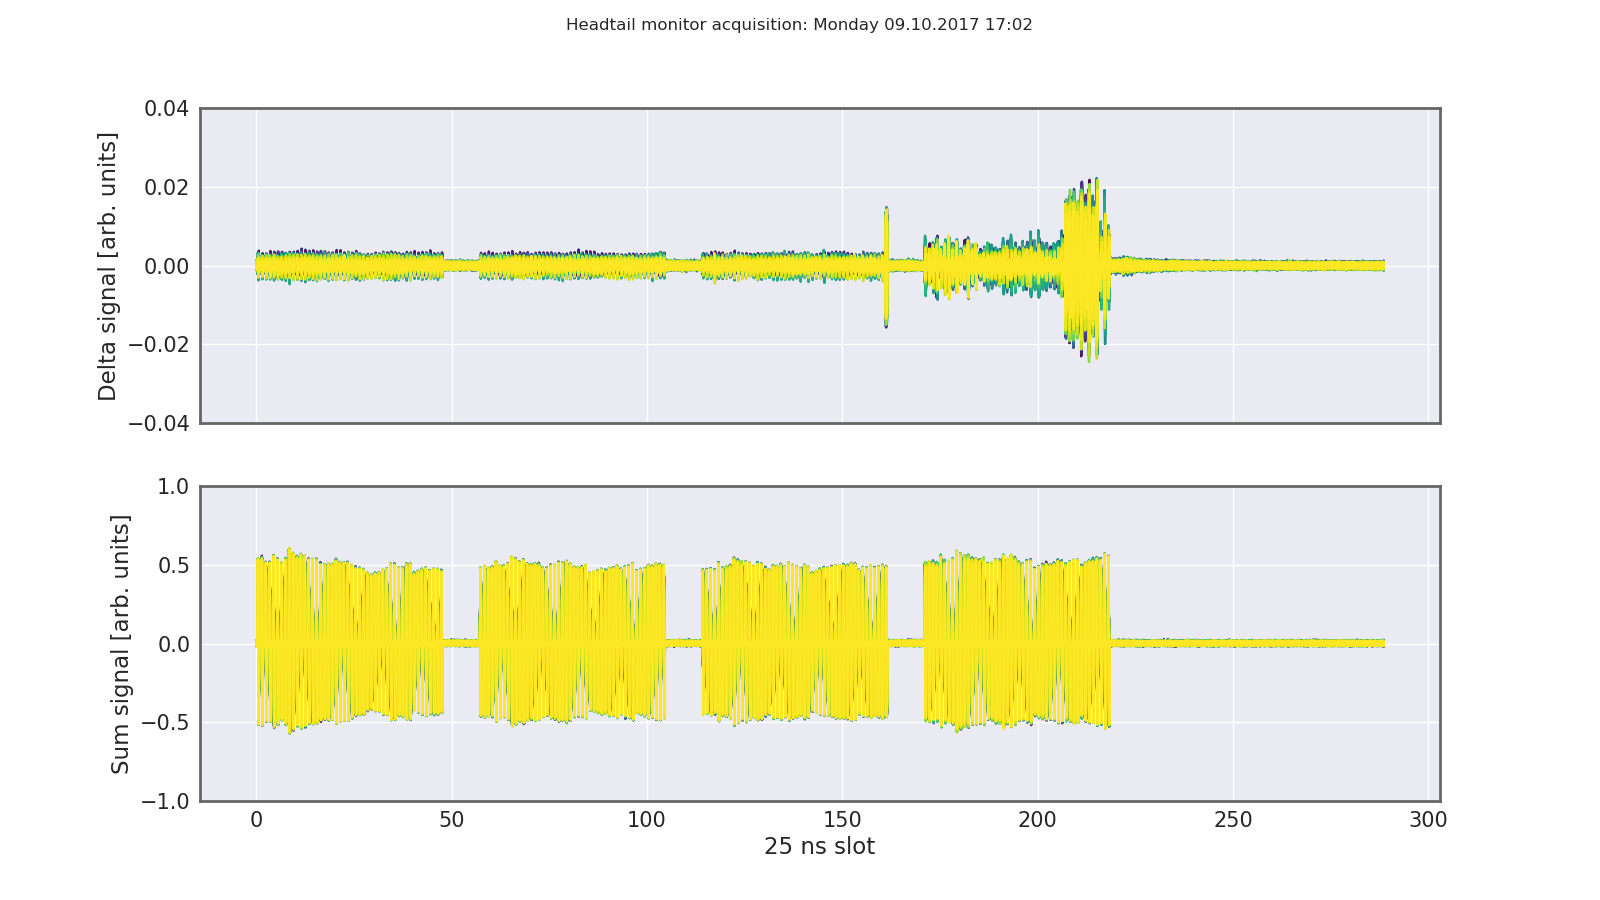 Headtail monitor acquisition: Monday 09.10.2017 17:02
Delta signal [arb. units]
0.04
0.02
0.00
−0.02
−0.04
Sum signal [arb. units]
1.0
0.5
0.0
−0.5
−1.0
0 50 100 150 200 250 300
25 ns slot